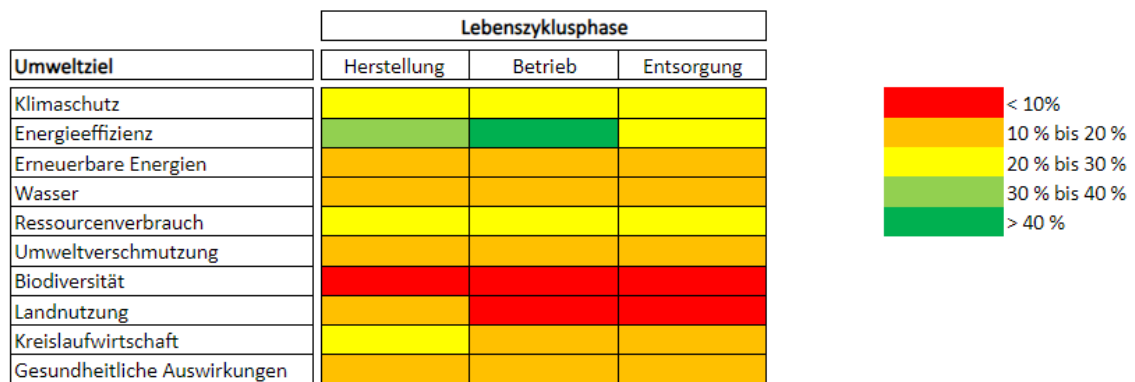 Lebenszyklusphase
Umweltziel Herstellung Betrieb Entsorgung
Klimaschutz
Energieeffizienz
Erneuerbare Energien
Wasser
Ressourcenverbrauch
Umweltverschmutzung
Biodiversität
Landnutzung
Kreislaufwirtschaft
Gesundheitliche Auswirkungen
< 10%
10 % bis 20 %
20 % bis 30 %
30 % bis 40 %
> 40 %